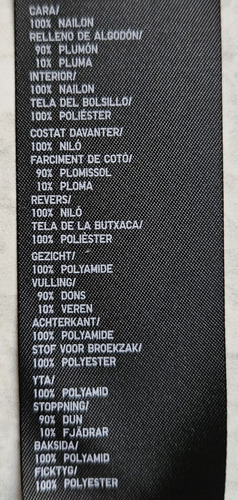 CARA/
100% NAILON
RELLENO DE ALGODÓN/
90% PLUMÓN
10% PLUMA
INTERIOR/
100% NAILON
TELA DEL BOLSILLO/
100% POLIÉSTER
COSTAT DAVANTER/
100% NILÓ
FARCIMENT DE COTÓ/
90% PLOMISSOL
10% PLOMA
REVERS/
100% NILÓ
TELA DE LA BUTXACA/
100% POLIÈSTER
GEZICHT/
100% POLYAMIDE
VULLING/
90% DONS
10% VEREN
ACHTERKANT/
100% POLYAMIDE
STOF VOOR BROEKZAK/
100% POLYESTER
YTA/
100% POLYAMID
STOPPNING/
90% DUN
10% FJÄDRAR
BAKSIDA/
100% POLYAMID
FICKTYG/
100% POLYESTER